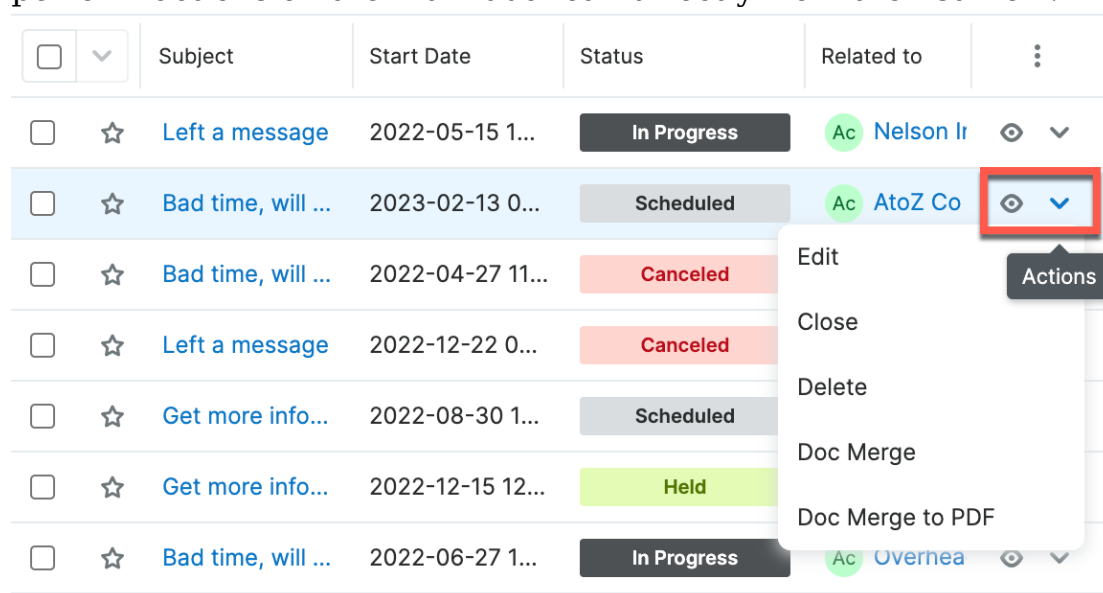 Subject Start Date Status Related to
Left a message 2022-05-15 1... In Progress Ac Nelson
Bad time, will ... 2023-02-13 0... Scheduled Ac AtoZ Co
Edit
Bad time, will ... 2022-04-27 11... Canceled Actions
Close
Left a message 2022-12-22 0... Canceled
Delete
Get more info... 2022-08-30 1... Scheduled
Doc Merge
Get more info... 2022-12-15 12... Held
Doc Merge to PDF
Bad time, will ... 2022-06-27 1... In Progress Ac Overhea